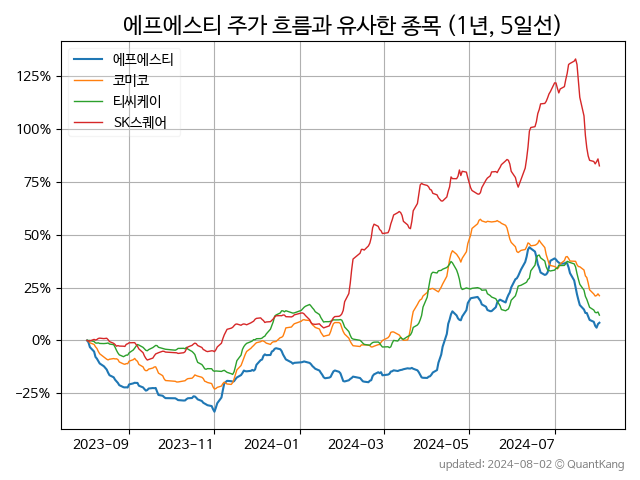 에프에스티 주가 흐름과 유사한 종목 (1년, 5일선)
에프에스티
코미코
티씨케이
SK스퀘어
125%
100%
75%
50%
25%
0%
−25%
2023-09
2023-11
2024-01
2024-03
2024-05
2024-07
updated: 2024-08-02 © QuantKang